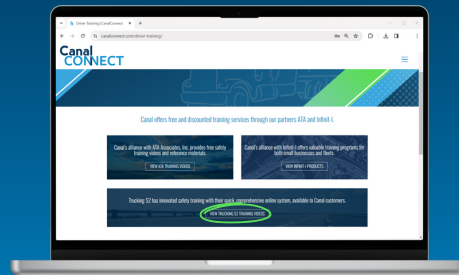 Driver Training | CanalConnect
canalconnect.com/driver-training/
Canal
CONNECT
Canal offers free and discounted training services through our partners ATA and Infinit-I.
Canal's alliance with ATA Associates, Inc. provides free safety
training videos and reference materials.
VIEW ATA TRAINING VIDEOS
Canal's alliance with Infinit-I offers valuable training programs for
both small businesses and fleets.
VIEW INFINIT-I PRODUCTS
Trucking 52 has innovated safety training with their quick, comprehensive online system, available to Canal customers.
VIEW TRUCKING 52 TRAINING VIDEOS